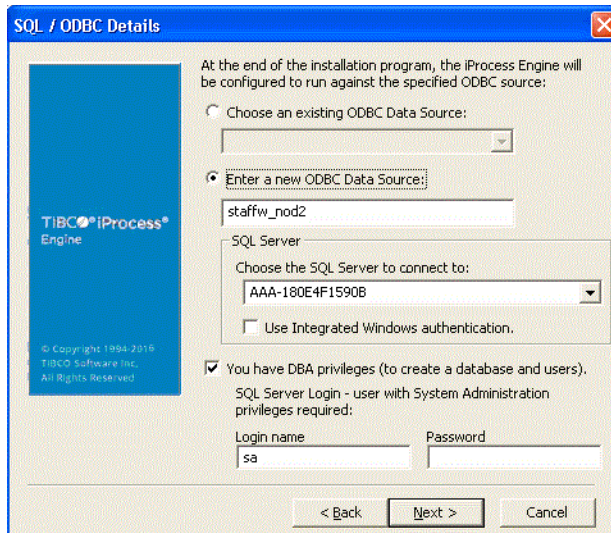 SQL / ODBC Details
At the end of the installation program, the iProcess Engine will
be configured to run against the specified ODBC source:
Choose an existing ODBC Data Source:
Enter a new ODBC Data Source:
staffw_nod2
TIBCO® iProcess®
Engine
SQL Server
Choose the SQL Server to connect to:
AAA-180E4F1590B
Use Integrated Windows authentication.
© Copyright 1994-2016
TIBCO Software Inc.
All Rights Reserved
You have DBA privileges (to create a database and users).
SQL Server Login - user with System Administration
privileges required:
Login name Password
sa
< Back Next > Cancel